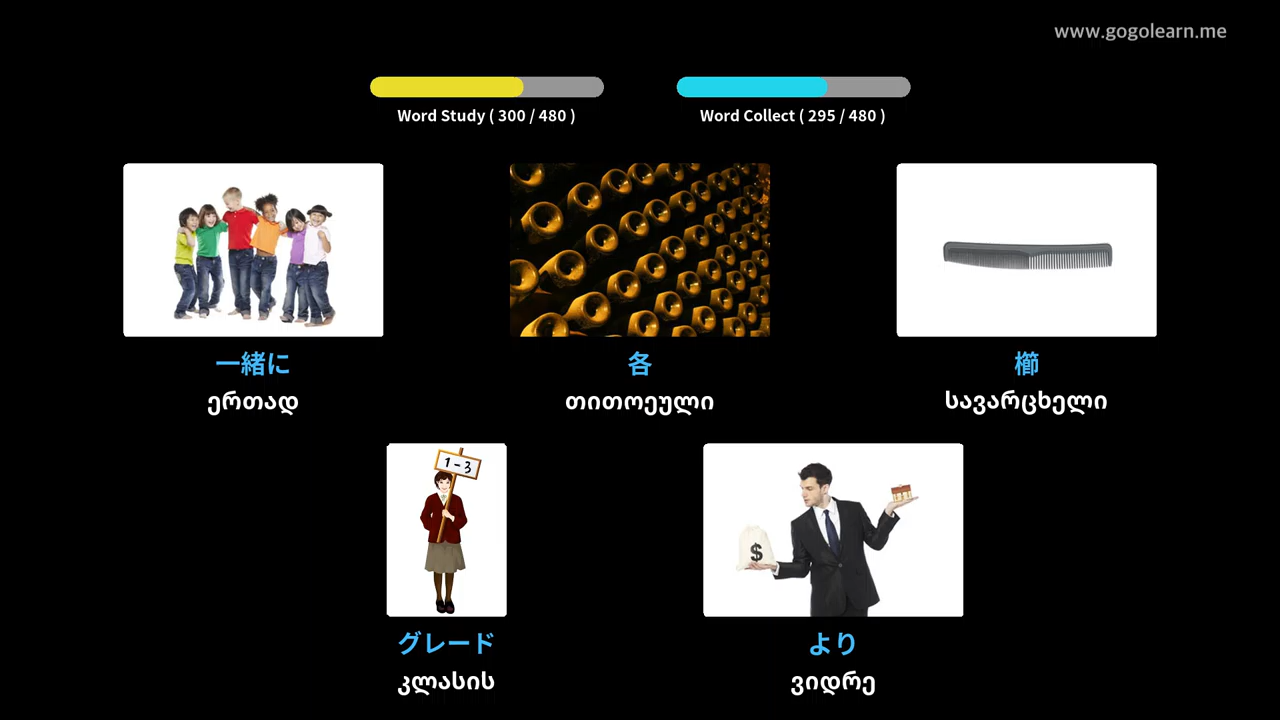 www.gogolearn.me
Word Study ( 300 / 480 )
Word Collect ( 295 / 480 )
一緒に
ერთად
各
თითოეული
櫛
სავარცხელი
1-3
$
グレード
კლასის
より
ვიდრე